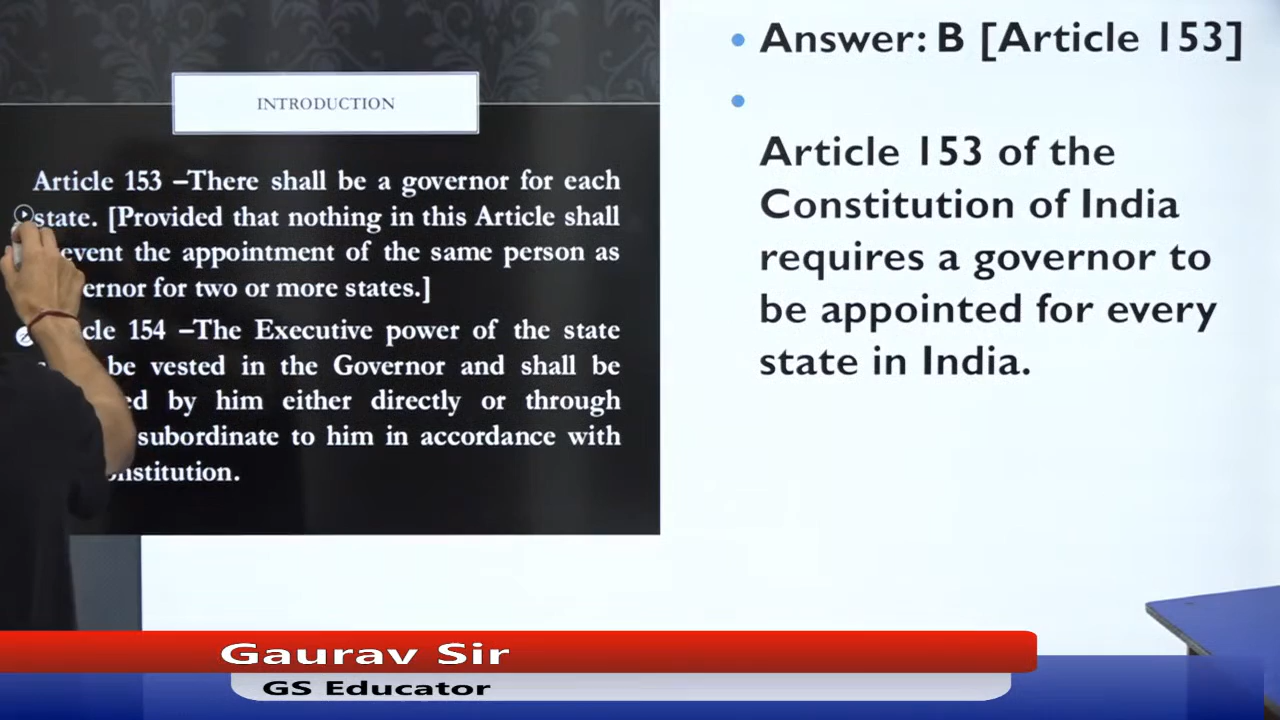 INTRODUCTION
Article 153 –There shall be a governor for each
state. [Provided that nothing in this Article shall
event the appointment of the same person as
ernor for two or more states.]
cle 154 –The Executive power of the state
be vested in the Governor and shall be
ed by him either directly or through
subordinate to him in accordance with
nstitution.
Answer: B [Article 153]
Article 153 of the
Constitution of India
requires a governor to
be appointed for every
state in India.
Gaurav Sir
GS Educator